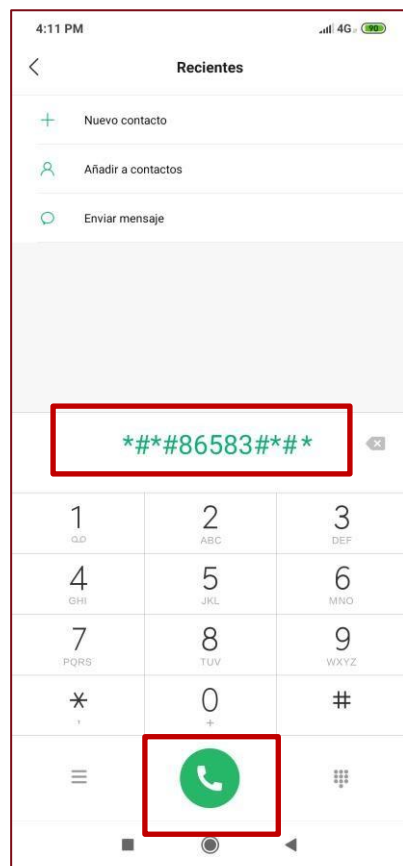 4:11 PM 4G 90
Recientes
Nuevo contacto
Añadir a contactos
Enviar mensaje
*#*#86583#*#*
1 2 3
ABC DEF
4 5 6
GHI JKL MNO
7 8 9
PQRS TUV WXYZ
* 0 #
, +